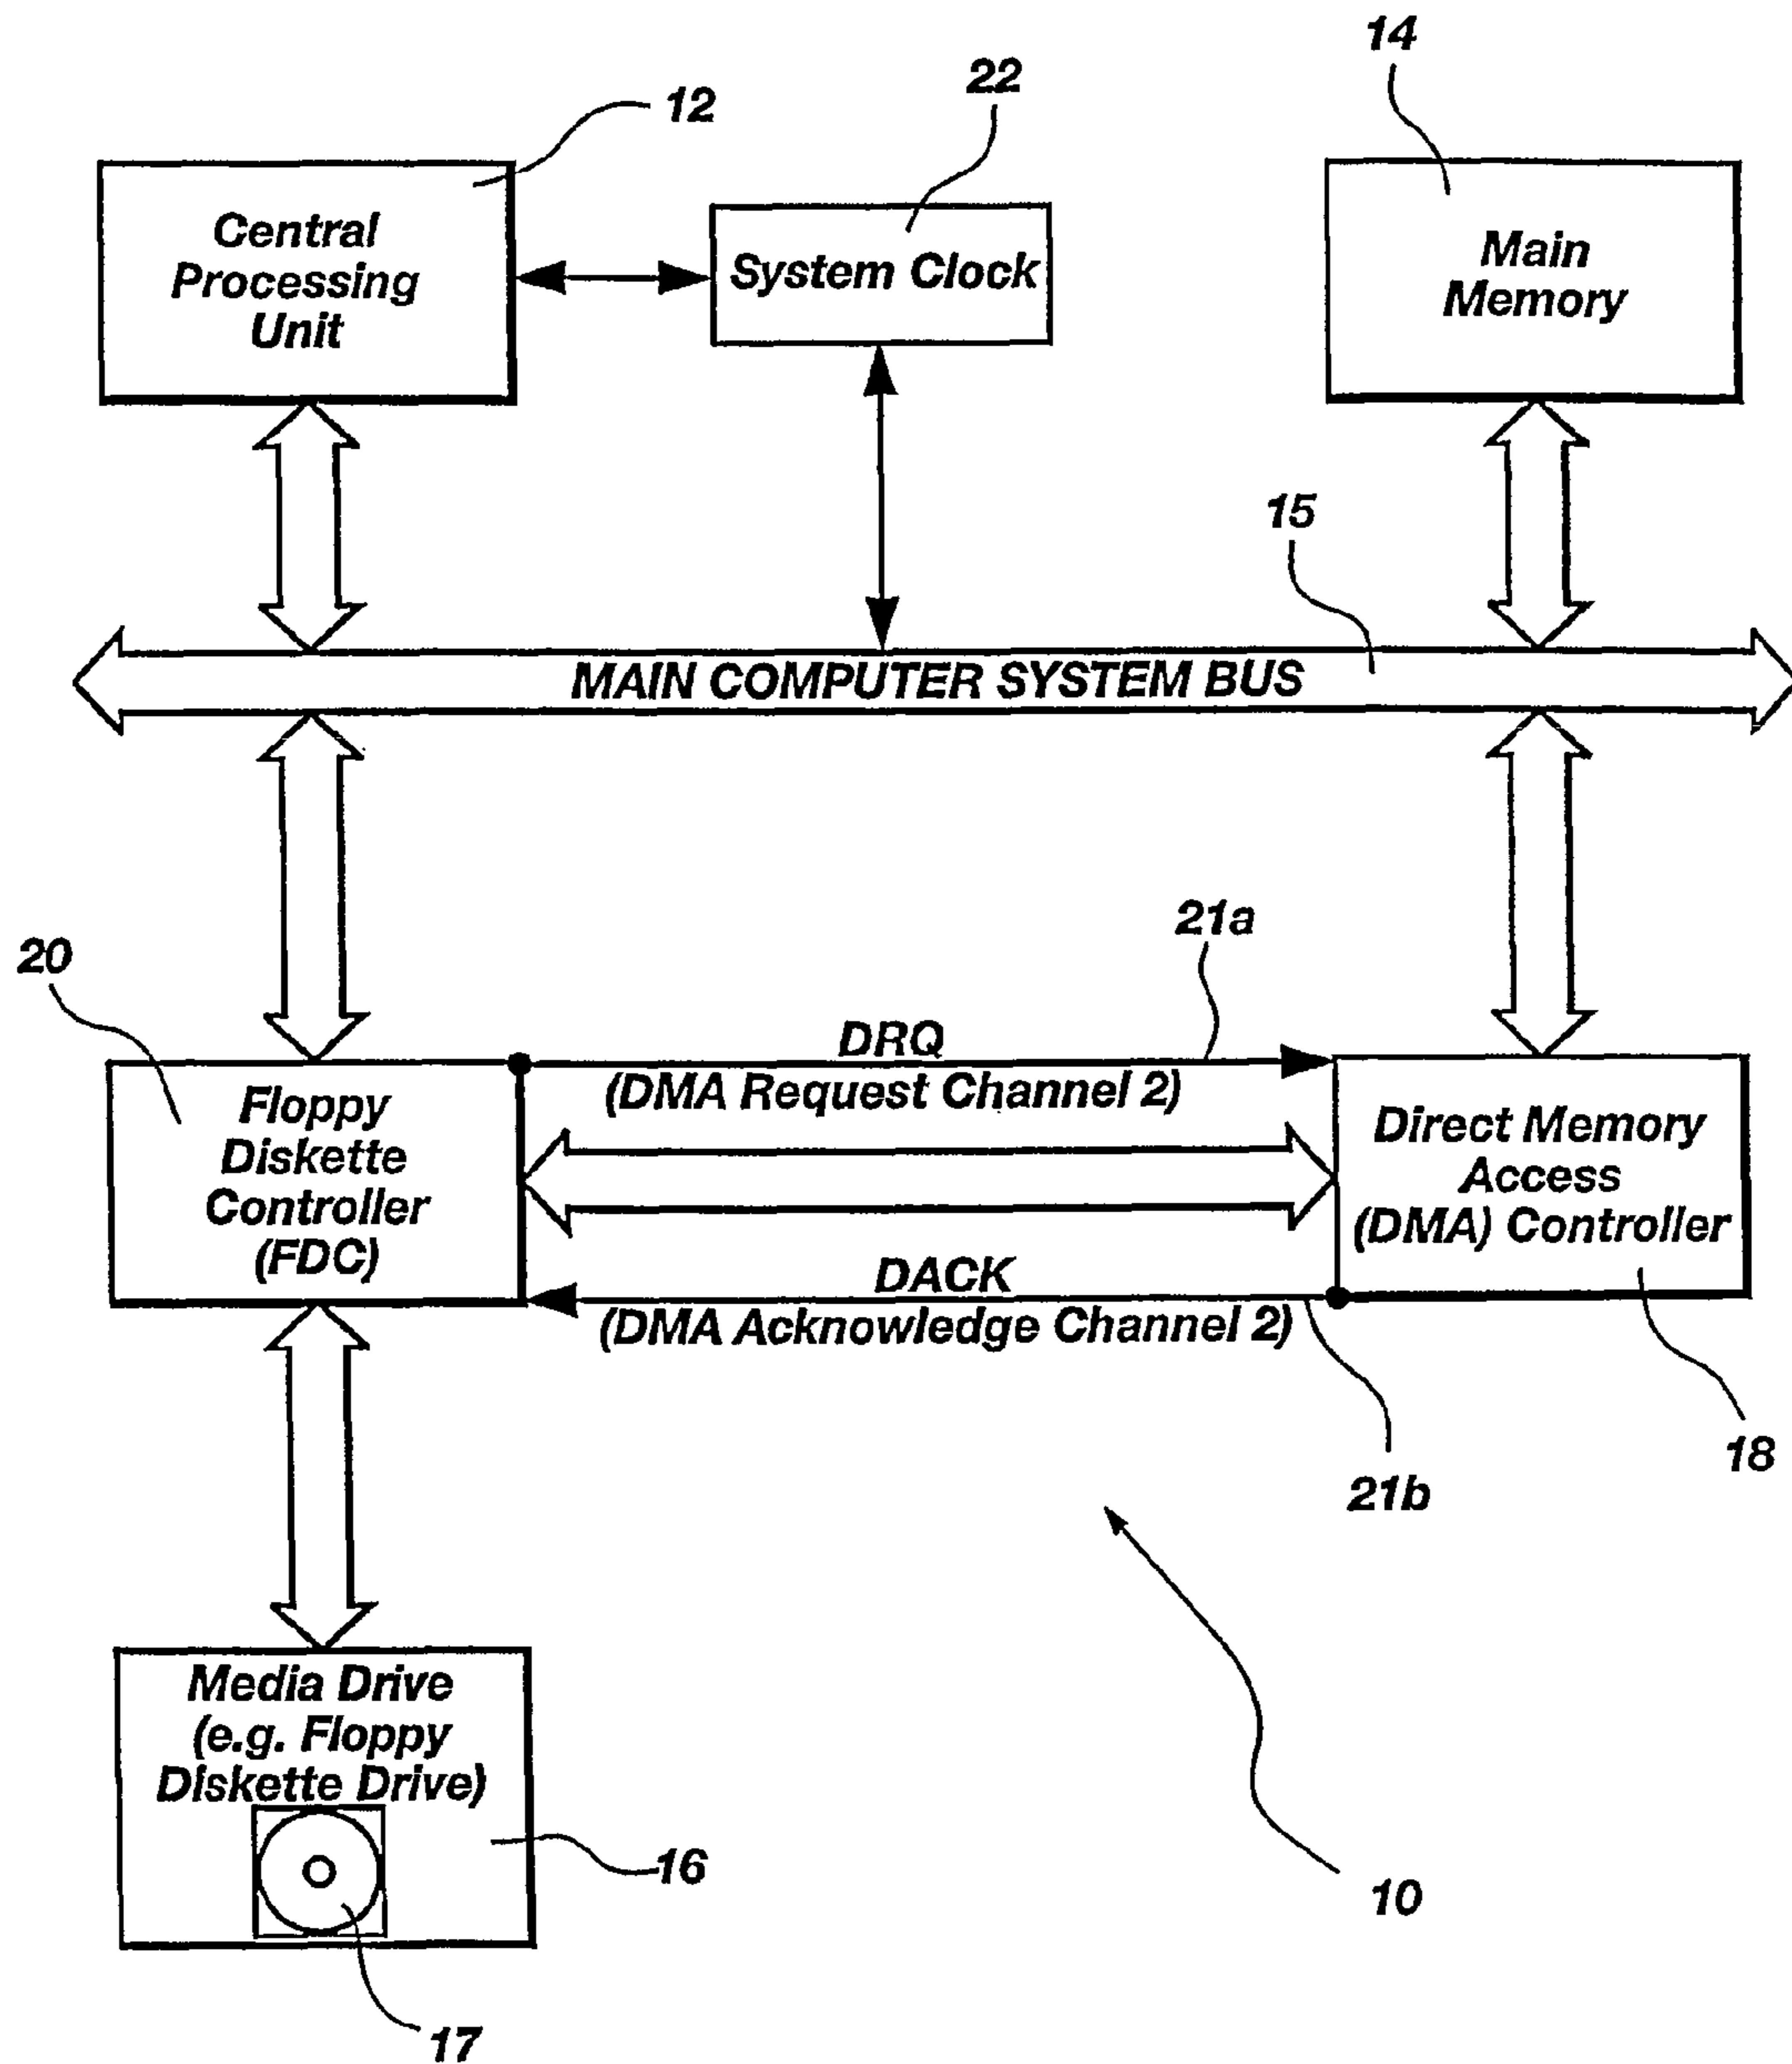 14
22
12
Central
Processing
Unit
System Clock
Main
Memory
15
MAIN COMPUTER SYSTEM BUS
21a
20
DRQ
(DMA Request Channel 2)
Floppy
Diskette
Controller
(FDC)
Direct Memory
Access
(DMA) Controller
DACK
(DMA Acknowledge Channel 2)
18
21b
Media Drive
(e.g. Floppy
Diskette Drive)
16
10
17